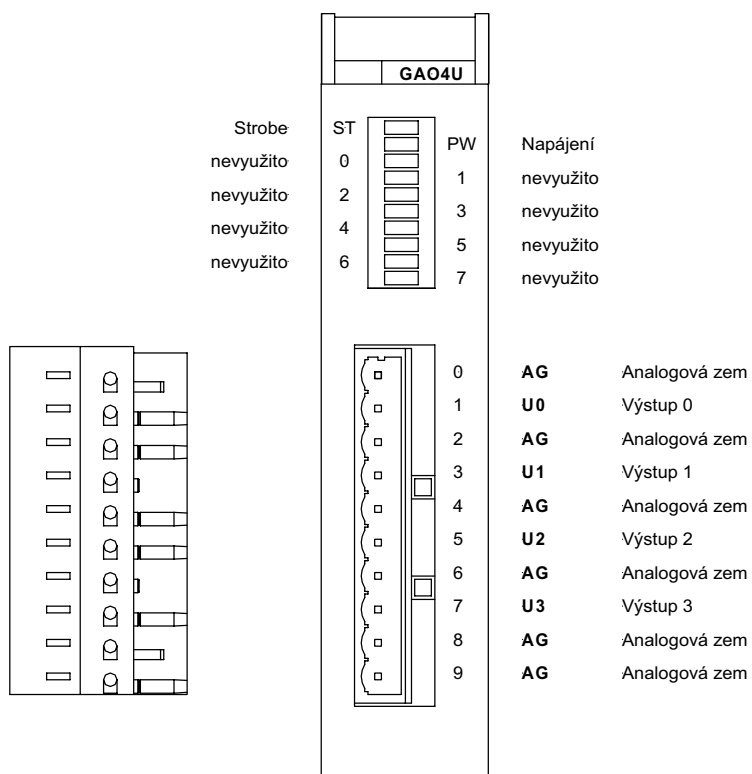 GAO4U
Strobe ST
PW Napájení
nevyužito 0
1 nevyužito
nevyužito 2
3 nevyužito
nevyužito 4
5 nevyužito
nevyužito 6
7 nevyužito
0 AG Analogová zem
1 U0 Výstup 0
2 AG Analogová zem
3 U1 Výstup 1
4 AG Analogová zem
5 U2 Výstup 2
6 AG Analogová zem
7 U3 Výstup 3
8 AG Analogová zem
9 AG Analogová zem